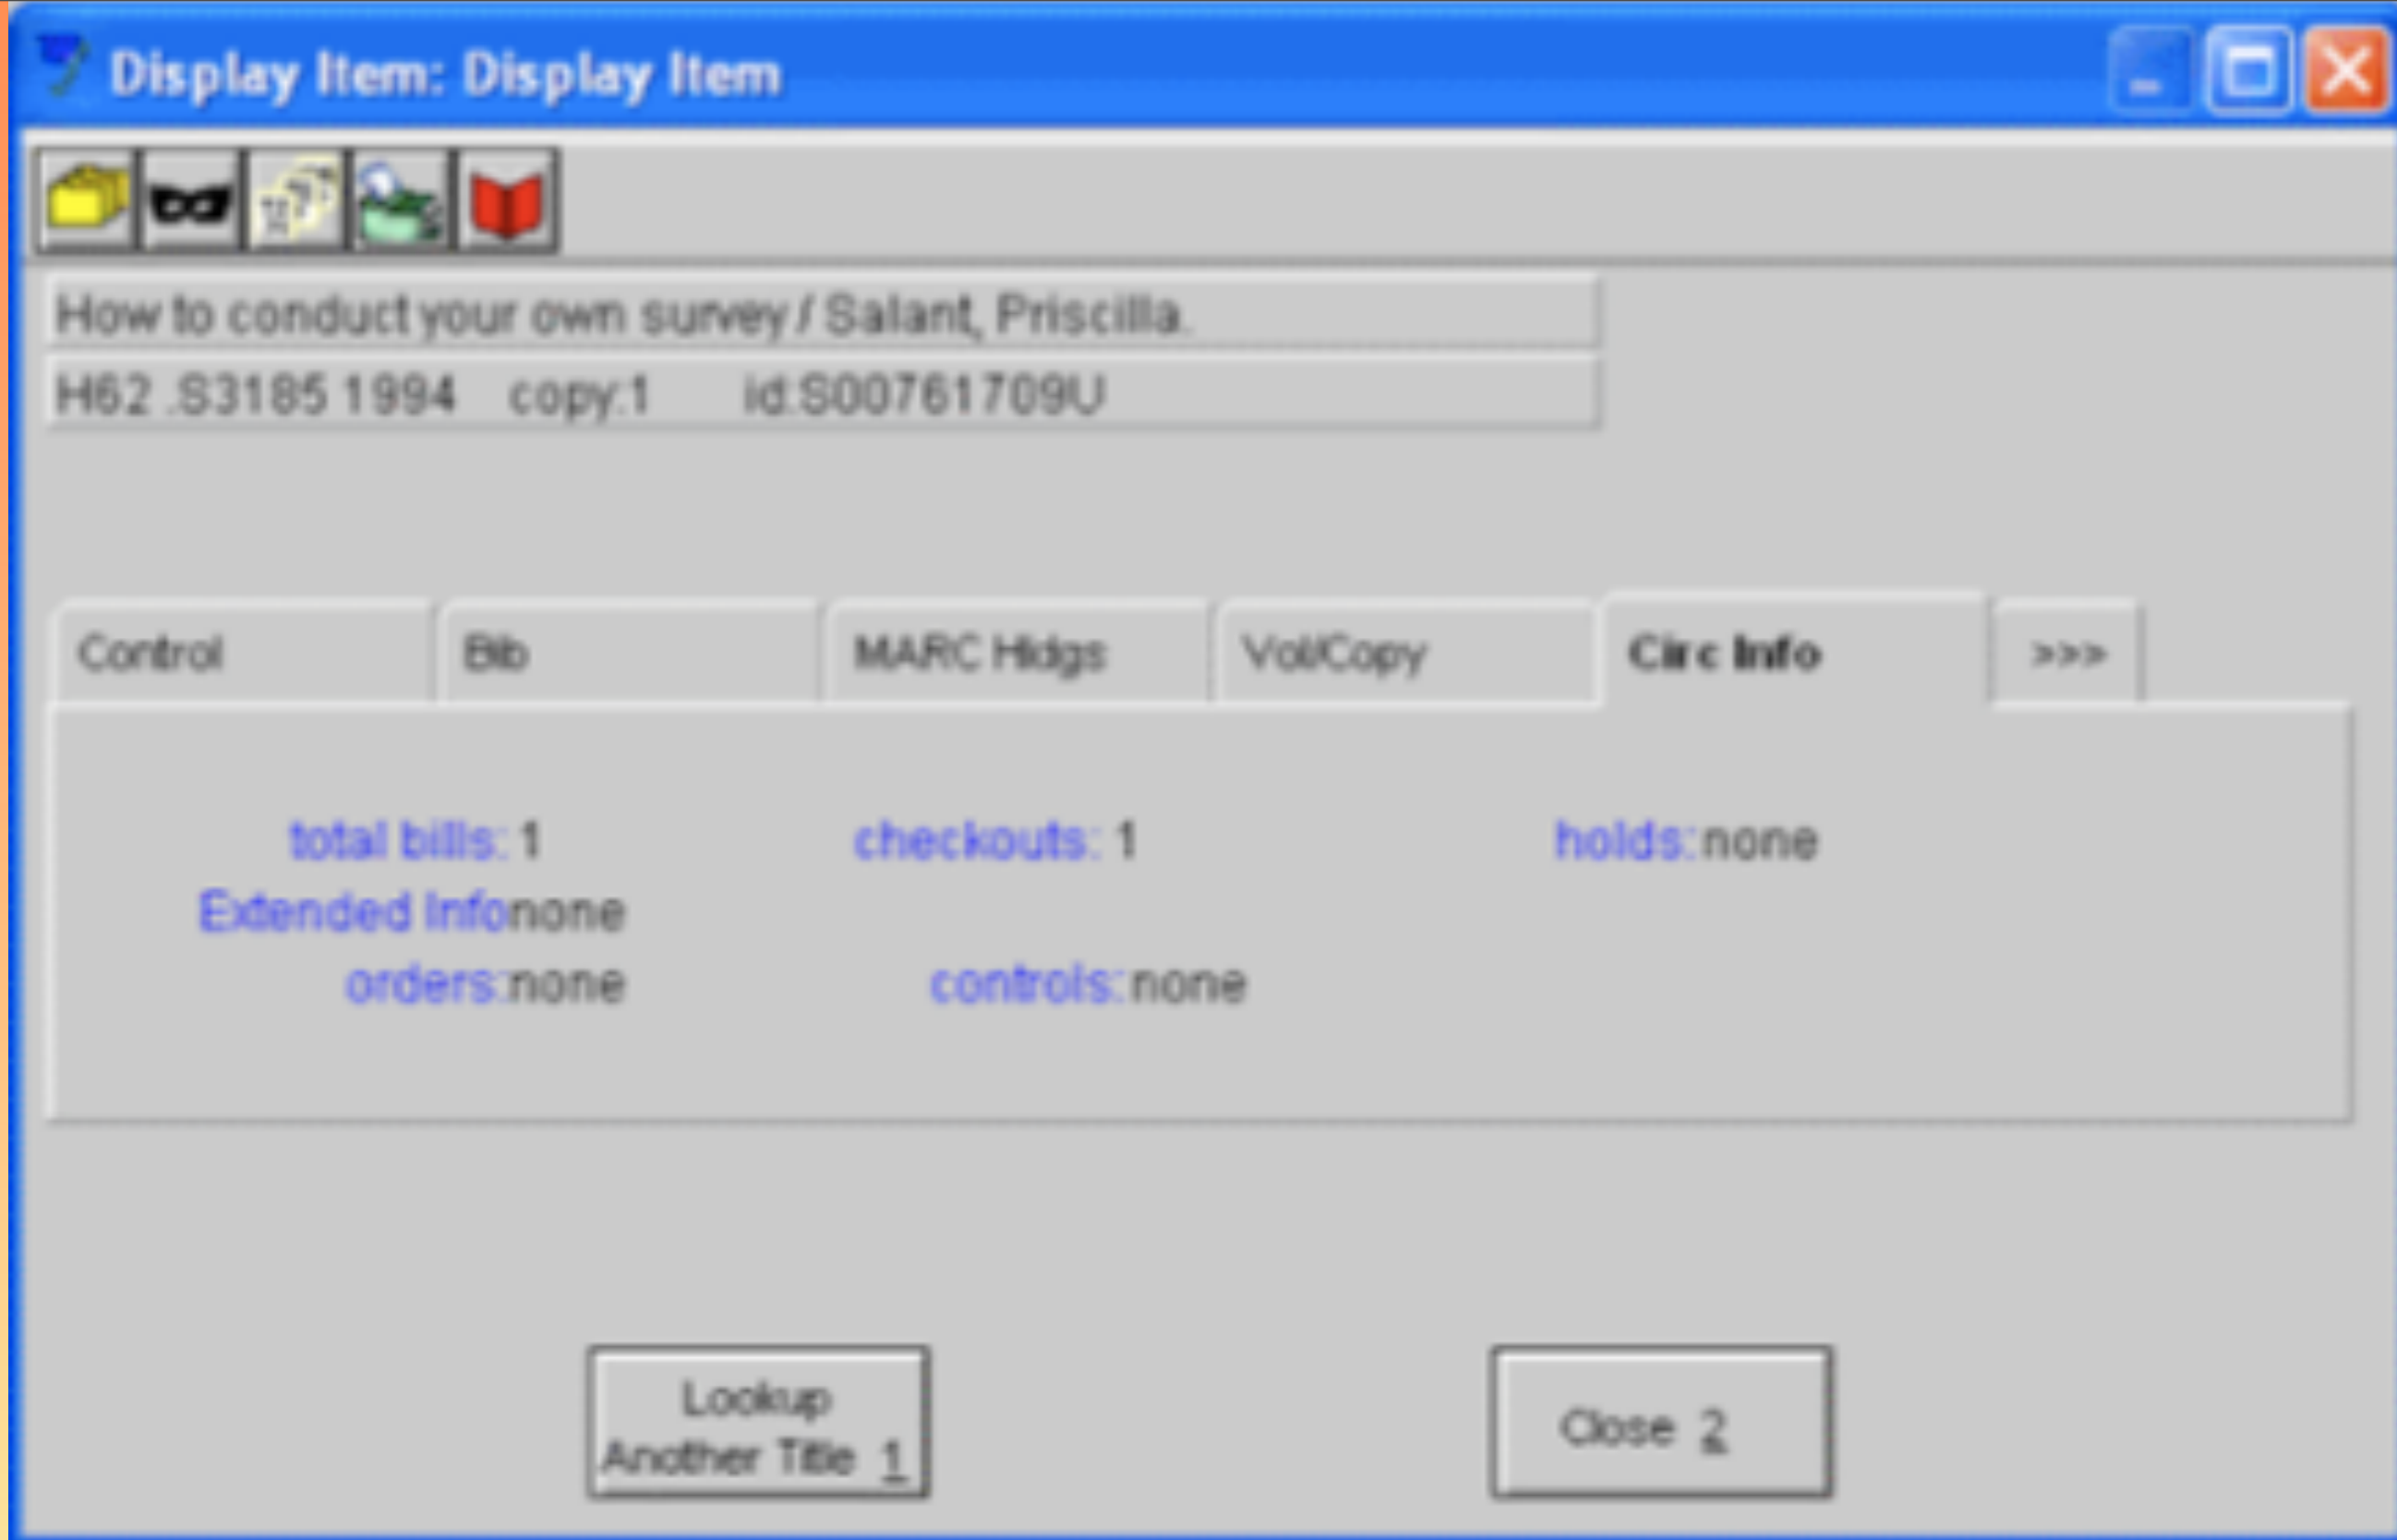 Display Item: Display Item
How to conduct your own survey / Salant, Priscilla.
H62 .S3185 1994 copy:1 id:S00761709U
Control Bib MARC Hldgs Vol/Copy Circ Info >>>
total bills: 1 checkouts: 1 holds: none
Extended Infonone
orders:none controls: none
Lookup
Another Title 1
Close 2